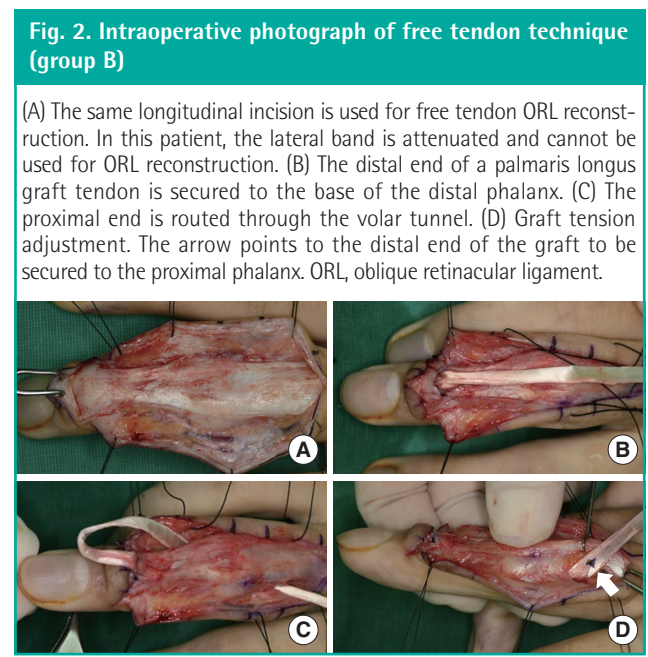 Fig. 2. Intraoperative photograph of free tendon technique
(group B)
(A) The same longitudinal incision is used for free tendon ORL reconst-
ruction. In this patient, the lateral band is attenuated and cannot be
used for ORL reconstruction. (B) The distal end of a palmaris longus
graft tendon is secured to the base of the distal phalanx. (C) The
proximal end is routed through the volar tunnel. (D) Graft tension
adjustment. The arrow points to the distal end of the graft to be
secured to the proximal phalanx. ORL, oblique retinacular ligament.
A
B
C
D